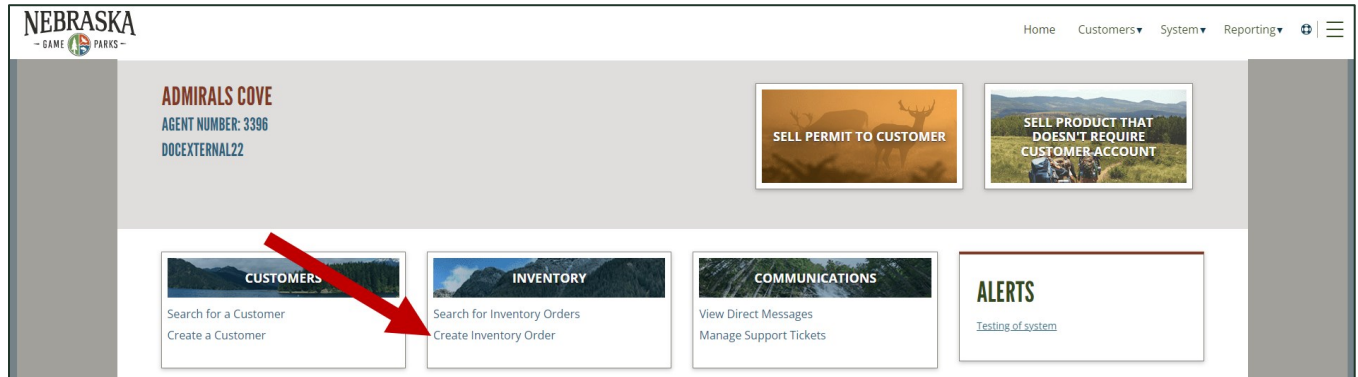 NEBRASKA
- GAME PARKS -
Home Customers▾ System▾ Reporting▾
ADMIRALS COVE
AGENT NUMBER: 3396
DOCEXTERNAL22
SELL PERMIT TO CUSTOMER
SELL PRODUCT THAT
DOESN'T REQUIRE
CUSTOMER ACCOUNT
CUSTOMERS
Search for a Customer
Create a Customer
INVENTORY
Search for Inventory Orders
Create Inventory Order
COMMUNICATIONS
View Direct Messages
Manage Support Tickets
ALERTS
Testing of system